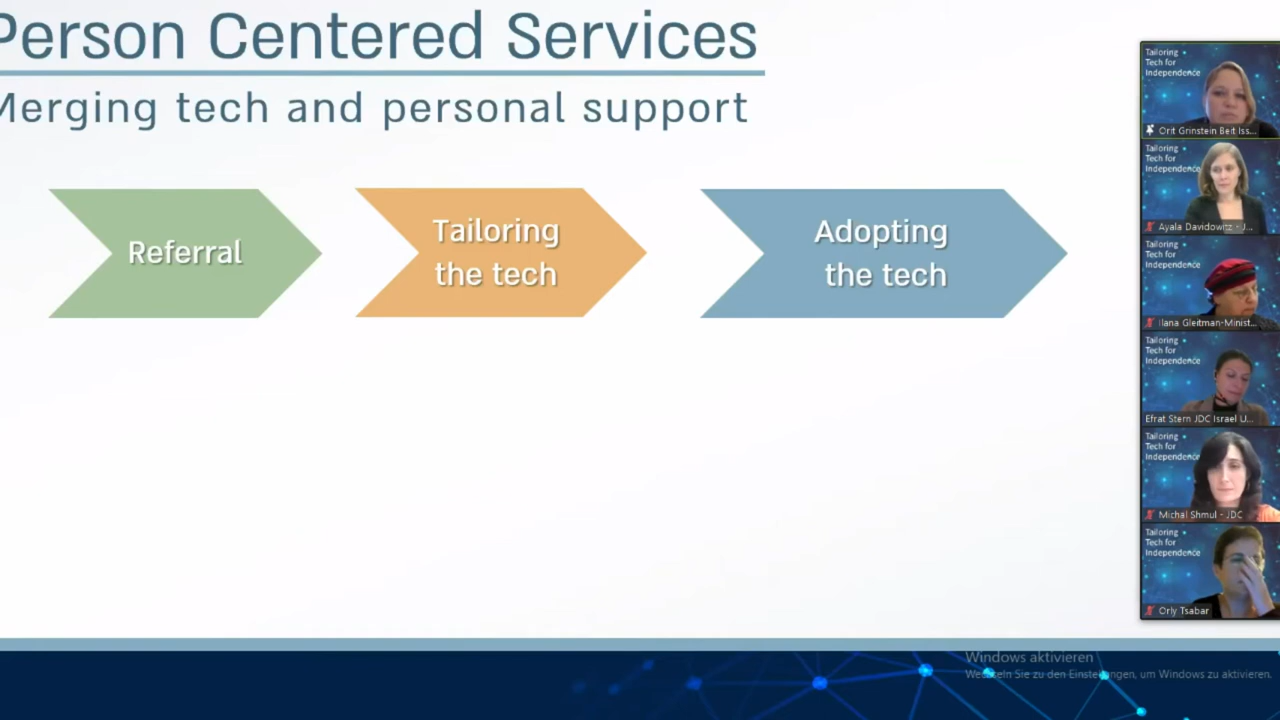 Person Centered Services
Merging tech and personal support
Referral
Tailoring
the tech
Adopting
the tech
Tailoring
Tech for
Independence
Orit Grinstein Beit Iss...
Tailoring
Tech for
Independence
Ayala Davidowitz - J...
Tailoring
Tech for
Independence
Ilana Gleitman-Minist...
Tailoring
Tech for
Independence
Efrat Stern JDC Israel U...
Tailoring
Tech for
Independence
Michal Shmul - JDC
Tailoring
Tech for
Independence
Orly Tsabar
Windows aktivieren
Wechseln Sie zu den Einstellungen, um Windows zu aktivieren.